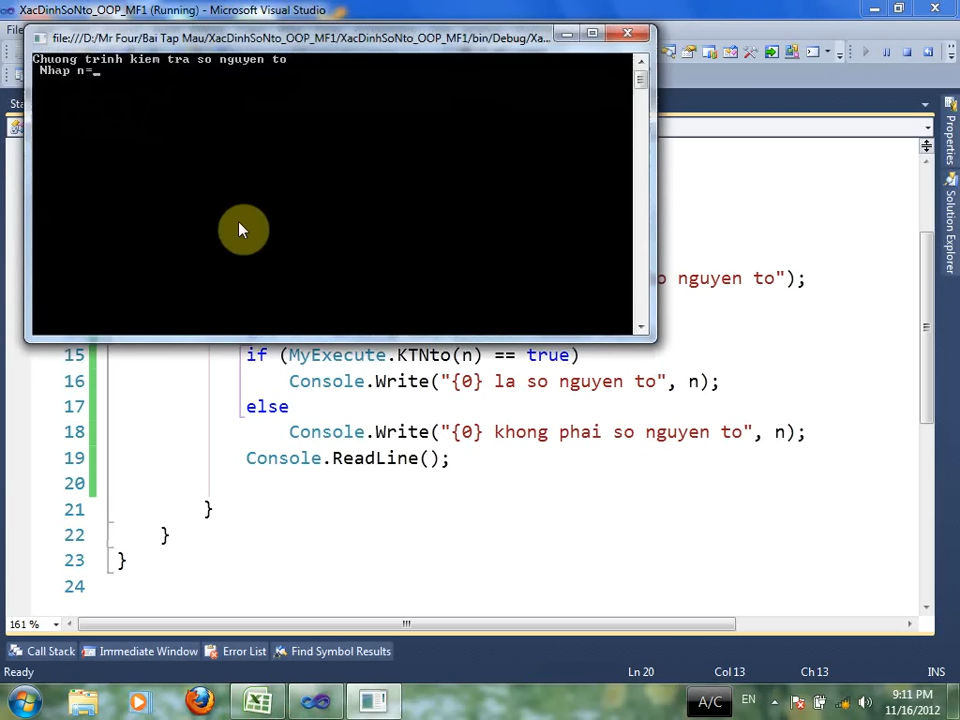 XacDinhSoNto_OOP_MF1 (Running) - Microsoft Visual Studio
file:///D:/Mr Four/Bai Tap Mau/XacDinhSoNto_OOP_MF1/XacDinhSoNto_OOP_MF1/bin/Debug/Xa...
Chuong trinh kiem tra so nguyen to
Nhap n=
Properties
Solution Explorer
o nguyen to");
15 if (MyExecute.KTNto(n) == true)
16 Console.Write("{0} la so nguyen to", n);
17 else
18 Console.Write("{0} khong phai so nguyen to", n);
19 Console.ReadLine();
20
21 }
22 }
23 }
24
161 %
Call Stack Immediate Window Error List Find Symbol Results
Ready Ln 20 Col 13 Ch 13 INS
A/C EN 9:11 PM
11/16/2012